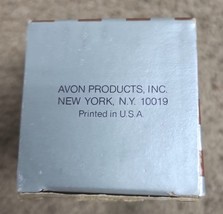 AVON PRODUCTS, INC.
NEW YORK, N.Y. 10019
Printed in U.S.A.